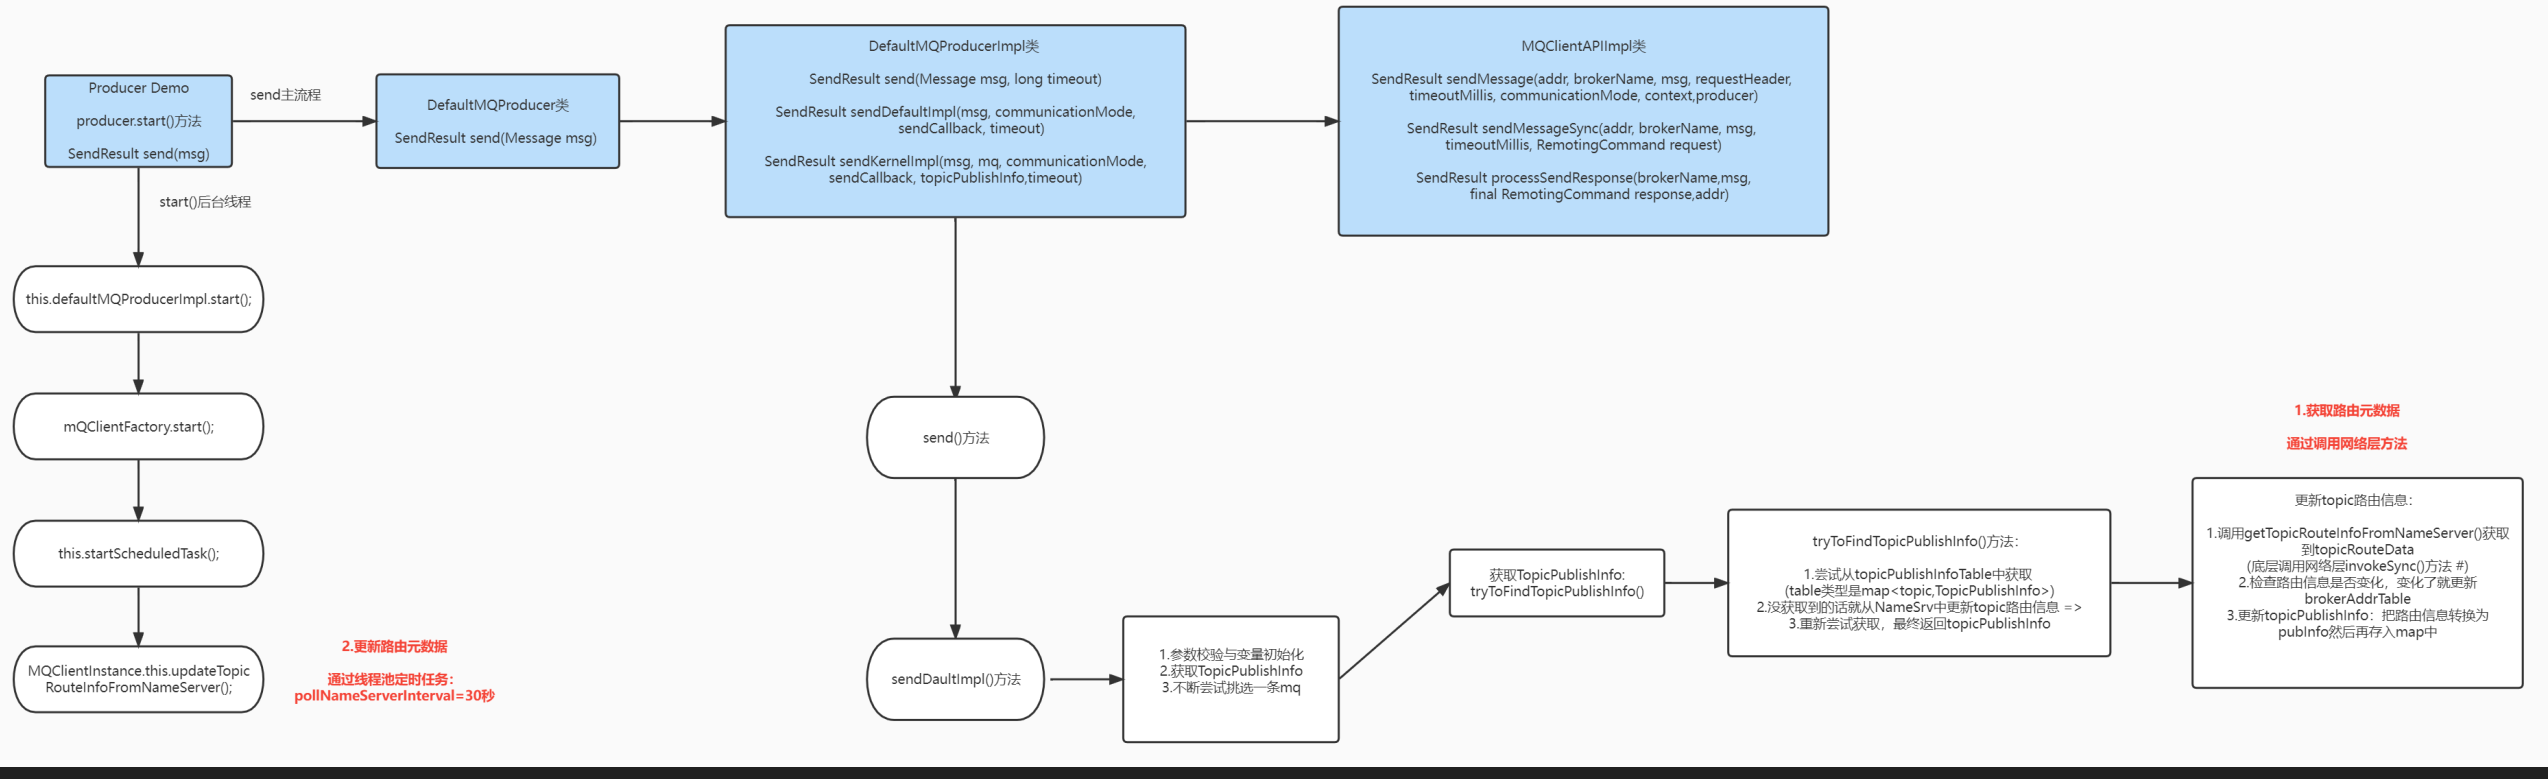 Producer Demo
producer.start()方法
SendResult send(msg)
send主流程
DefaultMQProducer类
SendResult send(Message msg)
DefaultMQProducerImpl类
SendResult send(Message msg, long timeout)
SendResult sendDefaultImpl(msg, communicationMode,
sendCallback, timeout)
SendResult sendKernelImpl(msg, mq, communicationMode,
sendCallback, topicPublishInfo,timeout)
MQClientAPIImpl类
SendResult sendMessage(addr, brokerName, msg, requestHeader,
timeoutMillis, communicationMode, context,producer)
SendResult sendMessageSync(addr, brokerName, msg,
timeoutMillis, RemotingCommand request)
SendResult processSendResponse(brokerName,msg,
final RemotingCommand response,addr)
start()后台线程
this.defaultMQProducerImpl.start();
mQClientFactory.start();
this.startScheduledTask();
MQClientInstance.this.updateTopic
RouteInfoFromNameServer();
2.更新路由元数据
通过线程池定时任务：
pollNameServerInterval=30秒
send()方法
sendDaultImpl()方法
1.参数校验与变量初始化
2.获取TopicPublishInfo
3.不断尝试挑选一条mq
获取TopicPublishInfo:
tryToFindTopicPublishInfo()
tryToFindTopicPublishInfo()方法：
1.尝试从topicPublishInfoTable中获取
(table类型是map<topic,TopicPublishInfo>)
2.没获取到的话就从NameSrv中更新topic路由信息 =>
3.重新尝试获取，最终返回topicPublishInfo
1.获取路由元数据
通过调用网络层方法
更新topic路由信息：
1.调用getTopicRouteInfoFromNameServer()获取
到topicRouteData
(底层调用网络层invokeSync()方法 #)
2.检查路由信息是否变化，变化了就更新
brokerAddrTable
3.更新topicPublishInfo：把路由信息转换为
pubInfo然后再存入map中